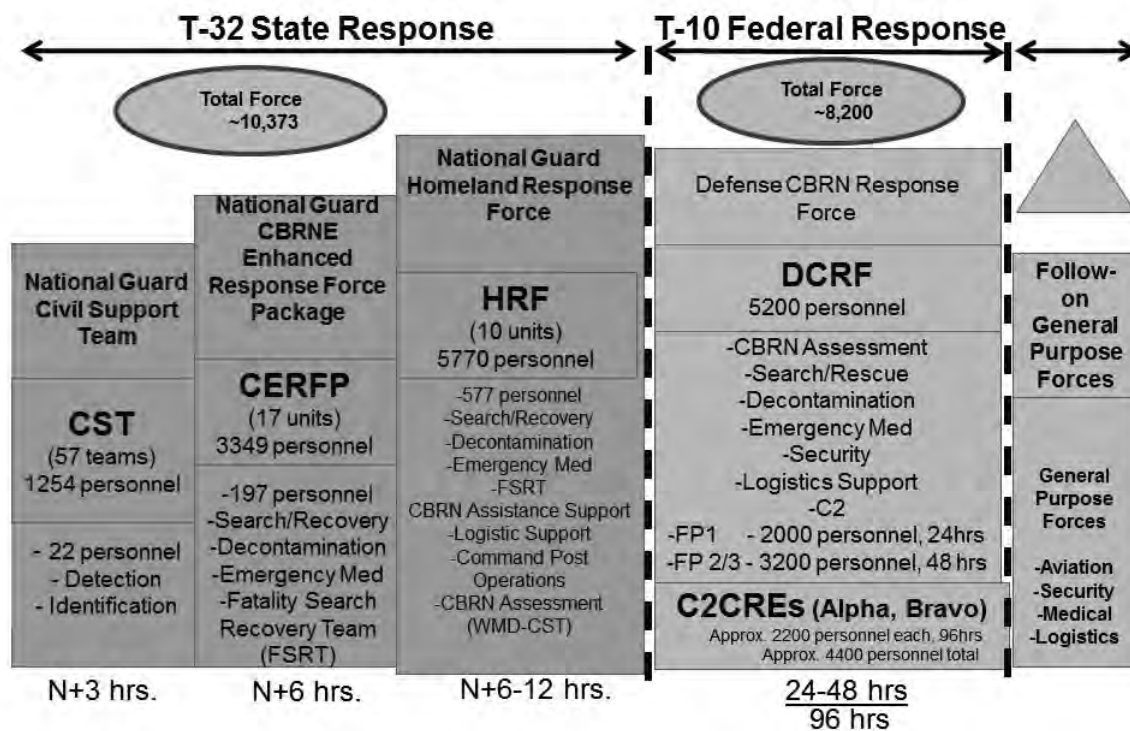 T-32 State Response
T-10 Federal Response
Total Force
~10,373
Total Force
~8,200
National Guard
Civil Support
Team
CST
(57 teams)
1254 personnel
- 22 personnel
- Detection
- Identification
N+3 hrs.
National Guard
CBRNE
Enhanced
Response Force
Package
CERFP
(17 units)
3349 personnel
-197 personnel
-Search/Recovery
-Decontamination
-Emergency Med
-Fatality Search
Recovery Team
(FSRT)
N+6 hrs.
National Guard
Homeland Response
Force
HRF
(10 units)
5770 personnel
-577 personnel
-Search/Recovery
-Decontamination
-Emergency Med
-FSRT
CBRN Assistance Support
-Logistic Support
-Command Post
Operations
-CBRN Assessment
(WMD-CST)
N+6-12 hrs.
Defense CBRN Response
Force
DCRF
5200 personnel
-CBRN Assessment
-Search/Rescue
-Decontamination
-Emergency Med
-Security
-Logistics Support
-C2
-FP1 - 2000 personnel, 24hrs
-FP 2/3 - 3200 personnel, 48 hrs
C2CREs (Alpha, Bravo)
Approx. 2200 personnel each, 96hrs
Approx. 4400 personnel total
24-48 hrs
96 hrs
Follow-
on
General
Purpose
Forces
General
Purpose
Forces
-Aviation
-Security
-Medical
-Logistics